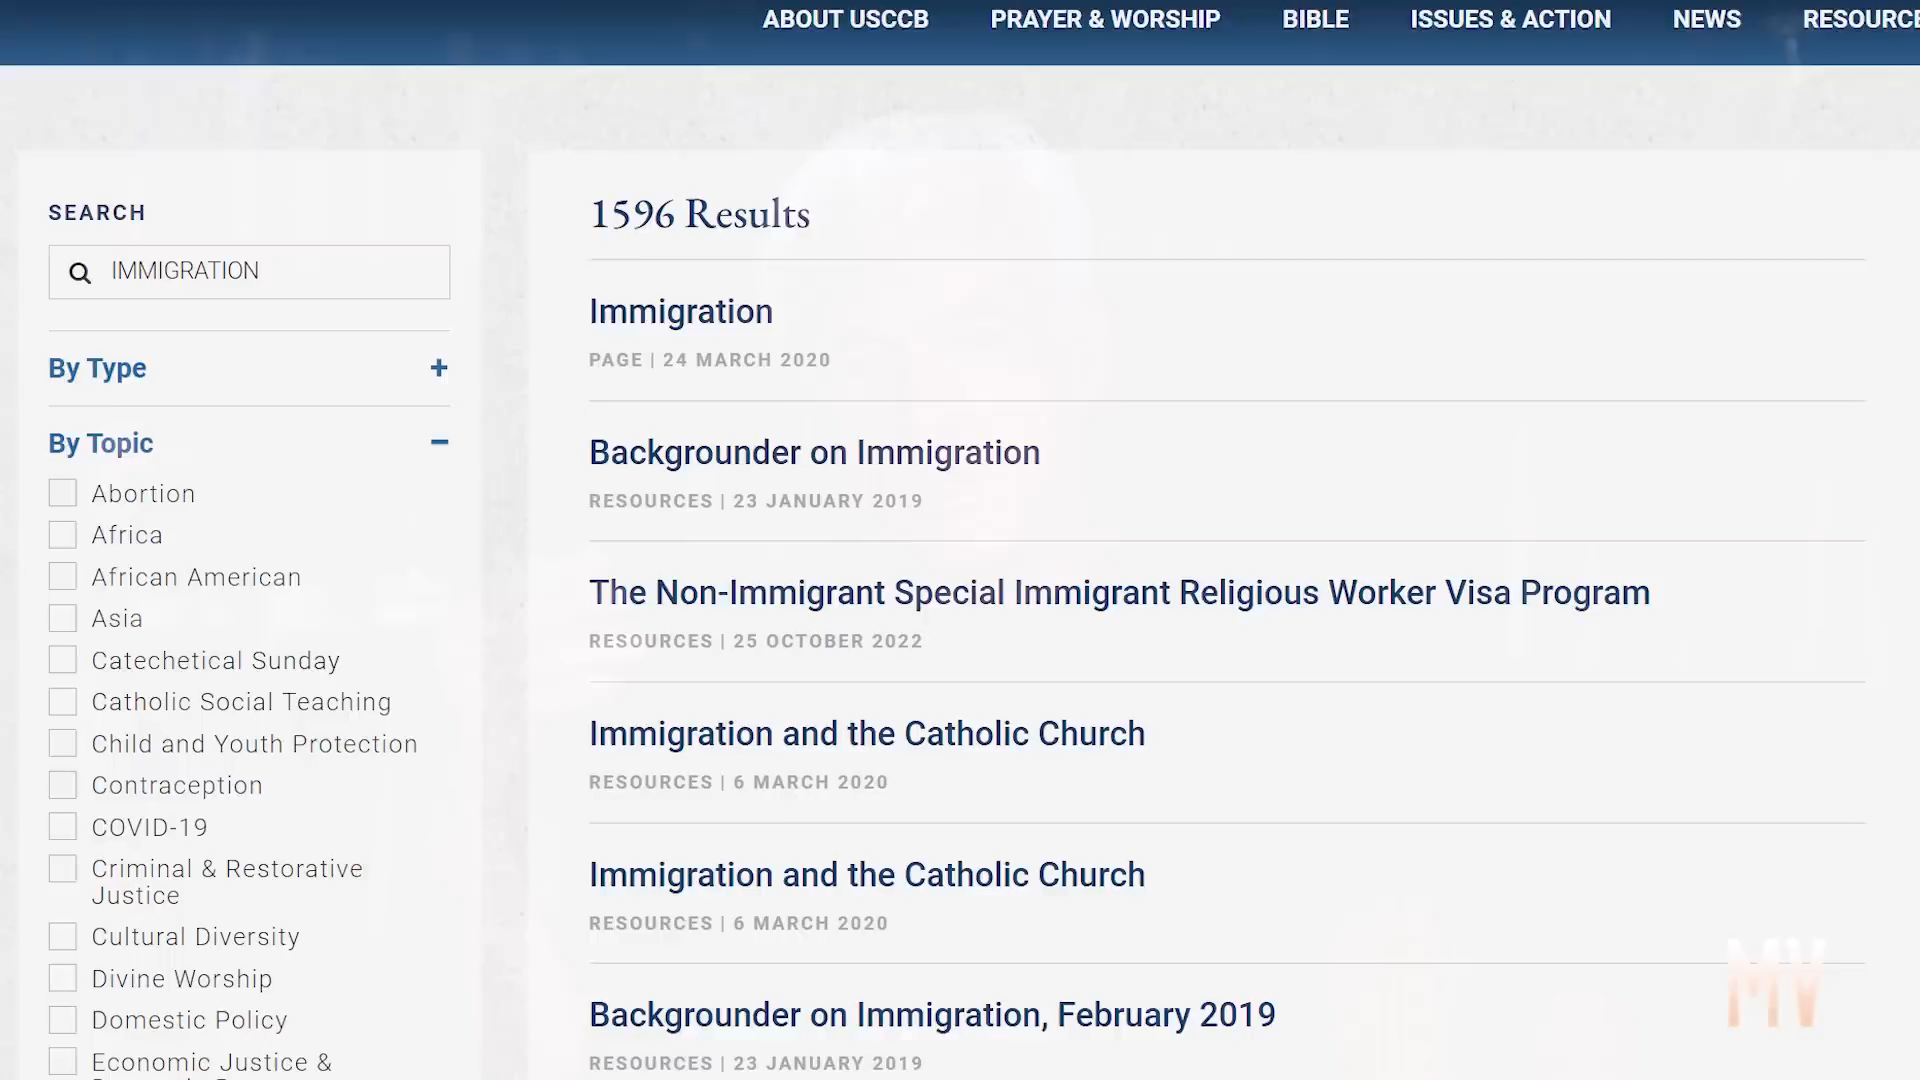 ABOUT USCCB PRAYER & WORSHIP BIBLE ISSUES & ACTION NEWS RESOURCE
SEARCH
IMMIGRATION
By Type
By Topic
Abortion
Africa
African American
Asia
Catechetical Sunday
Catholic Social Teaching
Child and Youth Protection
Contraception
COVID-19
Criminal & Restorative
Justice
Cultural Diversity
Divine Worship
Domestic Policy
Economic Justice &
1596 Results
Immigration
PAGE | 24 MARCH 2020
Backgrounder on Immigration
RESOURCES | 23 JANUARY 2019
The Non-Immigrant Special Immigrant Religious Worker Visa Program
RESOURCES | 25 OCTOBER 2022
Immigration and the Catholic Church
RESOURCES | 6 MARCH 2020
Immigration and the Catholic Church
RESOURCES | 6 MARCH 2020
Backgrounder on Immigration, February 2019
RESOURCES | 23 JANUARY 2019
MV